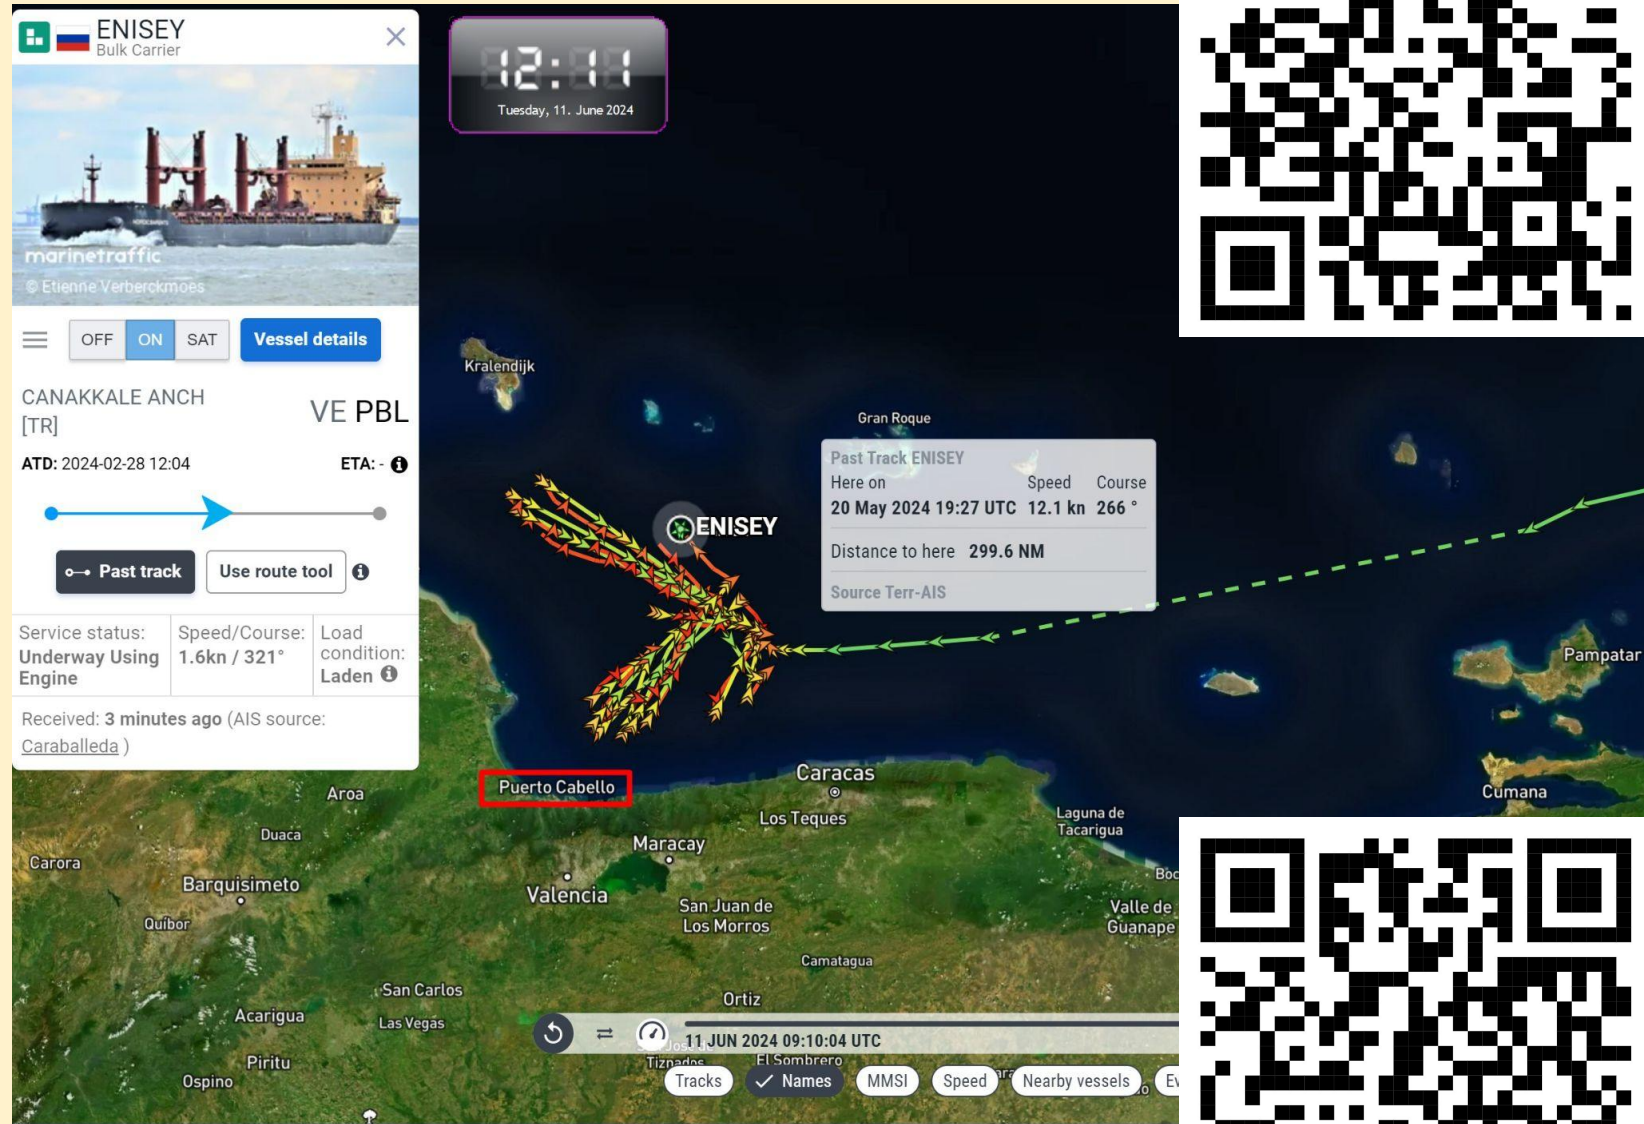 ENISEY
Bulk Carrier
marinetraffic
© Etienne Verberckmoes
OFF ON SAT Vessel details
CANAKKALE ANCH
[TR]
VE PBL
ATD: 2024-02-28 12:04
ETA: -
Past track
Use route tool
Service status:
Underway Using
Engine
Speed/Course:
1.6kn / 321°
Load
condition:
Laden
Received: 3 minutes ago (AIS source:
Caraballeda )
12:11
Tuesday, 11. June 2024
Kralendijk
Gran Roque
ENISEY
Past Track ENISEY
Here on Speed Course
20 May 2024 19:27 UTC 12.1 kn 266 °
Distance to here 299.6 NM
Source Terr-AIS
Pampatar
Puerto Cabello
Caracas
Cumana
Aroa
Los Teques
Laguna de
Tacarigua
Duaca
Maracay
Carora
Barquisimeto
Valencia
Boc
San Juan de
Los Morros
Valle de
Guanape
Quíbor
Camatagua
San Carlos
Ortiz
Acarigua
Las Vegas
11 JUN 2024 09:10:04 UTC
Piritu
Tiznados
El Sombrero
Ospino
Tracks
Names
MMSI
Speed
Nearby vessels